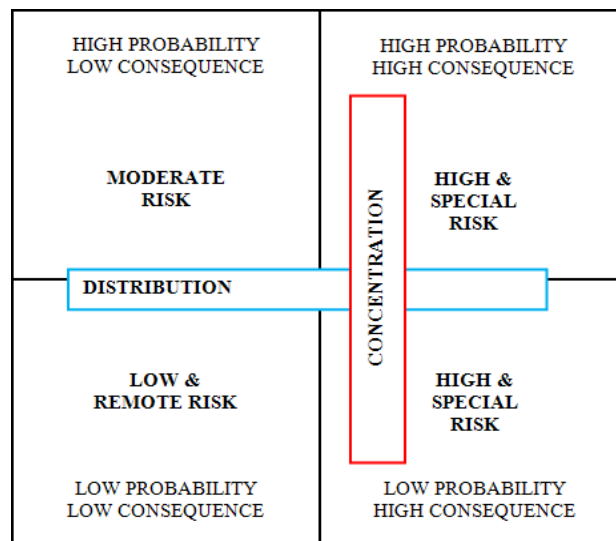 HIGH PROBABILITY
LOW CONSEQUENCE
HIGH PROBABILITY
HIGH CONSEQUENCE
MODERATE
RISK
HIGH &
SPECIAL
RISK
CONCENTRATION
DISTRIBUTION
LOW &
REMOTE RISK
HIGH &
SPECIAL
RISK
LOW PROBABILITY
LOW CONSEQUENCE
LOW PROBABILITY
HIGH CONSEQUENCE